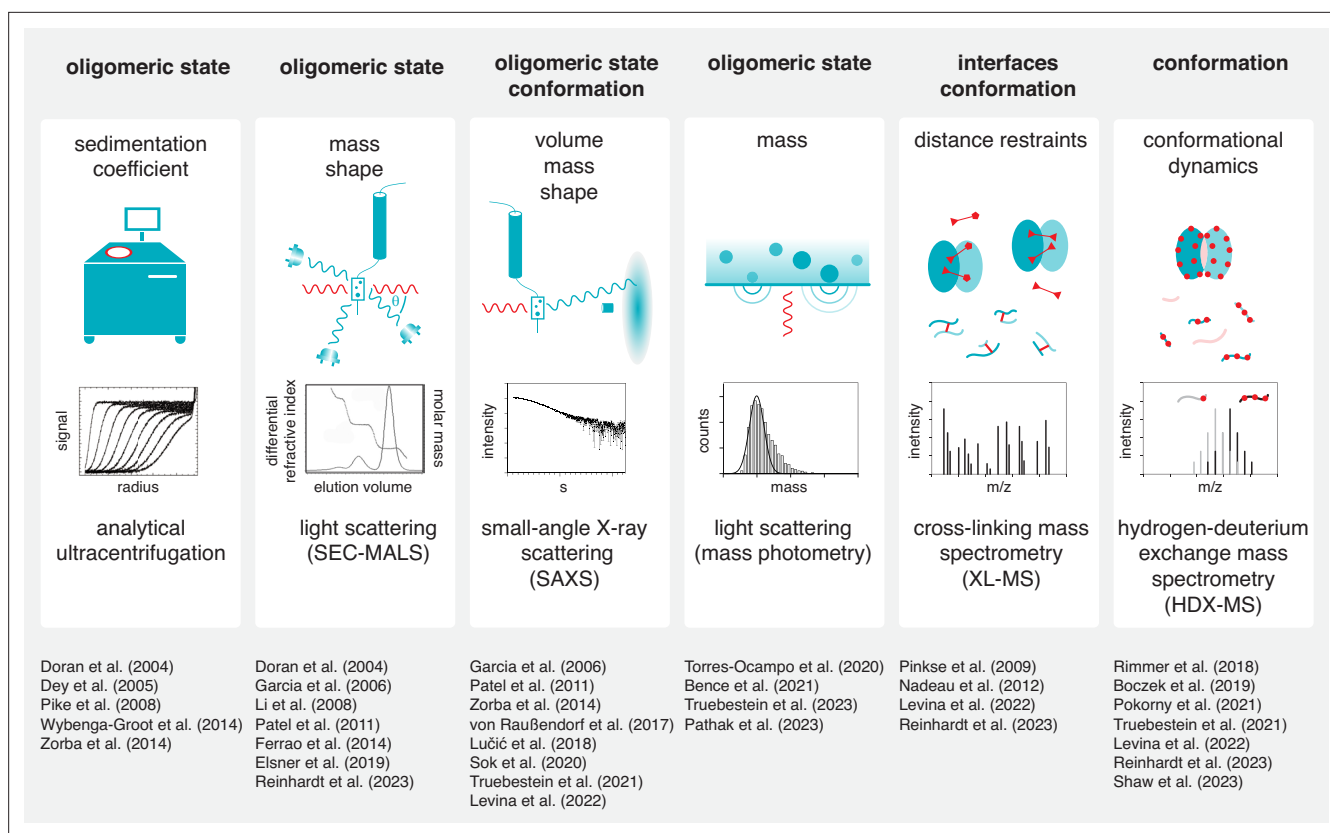 oligomeric state
sedimentation
coefficient
signal
radius
analytical
ultracentrifugation
Doran et al. (2004)
Dey et al. (2005)
Pike et al. (2008)
Wybenga-Groot et al. (2014)
Zorba et al. (2014)
oligomeric state
mass
shape
θ
differential
refractive index
molar mass
elution volume
light scattering
(SEC-MALS)
Doran et al. (2004)
Garcia et al. (2006)
Li et al. (2008)
Patel et al. (2011)
Ferrao et al. (2014)
Elsner et al. (2019)
Reinhardt et al. (2023)
oligomeric state
conformation
volume
mass
shape
intensity
s
small-angle X-ray
scattering
(SAXS)
Garcia et al. (2006)
Patel et al. (2011)
Zorba et al. (2014)
von Raußendorf et al. (2017)
Lučić et al. (2018)
Sok et al. (2020)
Truebestein et al. (2021)
Levina et al. (2022)
oligomeric state
mass
counts
mass
light scattering
(mass photometry)
Torres-Ocampo et al. (2020)
Bence et al. (2021)
Truebestein et al. (2023)
Pathak et al. (2023)
interfaces
conformation
distance restraints
inetnsity
m/z
cross-linking mass
spectrometry
(XL-MS)
Pinkse et al. (2009)
Nadeau et al. (2012)
Levina et al. (2022)
Reinhardt et al. (2023)
conformation
conformational
dynamics
inetnsity
m/z
hydrogen-deuterium
exchange mass
spectrometry
(HDX-MS)
Rimmer et al. (2018)
Boczek et al. (2019)
Pokorny et al. (2021)
Truebestein et al. (2021)
Levina et al. (2022)
Reinhardt et al. (2023)
Shaw et al. (2023)